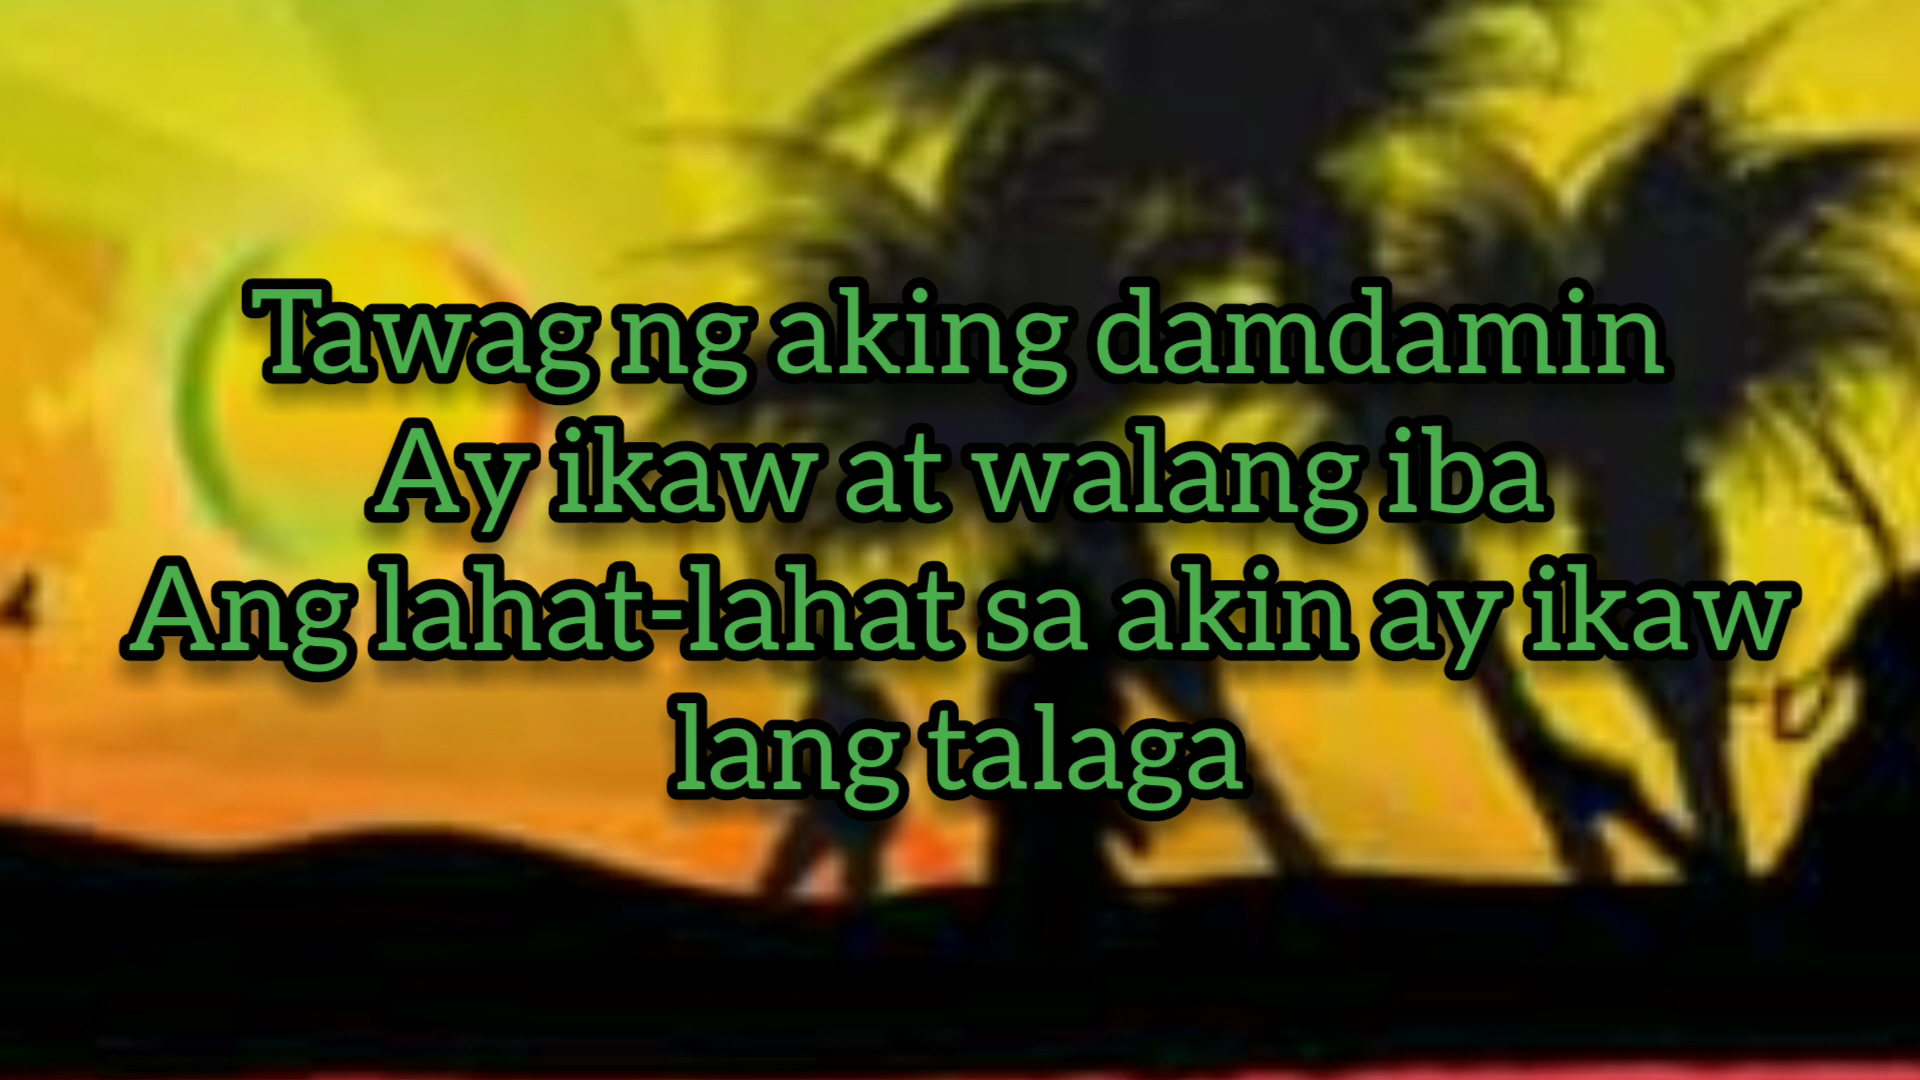 Tawag ng aking damdamin
Ay ikaw at walang iba
Ang lahat-lahat sa akin ay ikaw
lang talaga